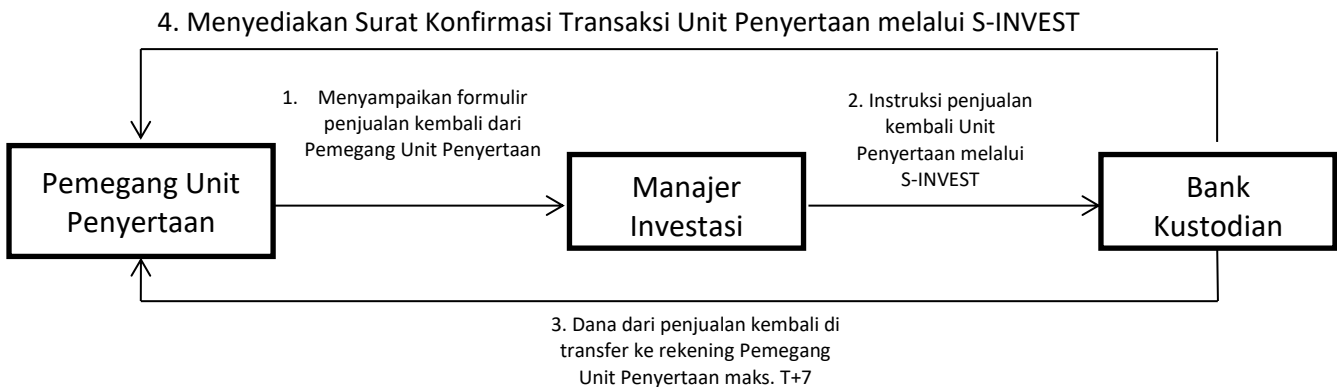 4. Menyediakan Surat Konfirmasi Transaksi Unit Penyertaan melalui S-INVEST
1. Menyampaikan formulir
penjualan kembali dari
Pemegang Unit Penyertaan
2. Instruksi penjualan
kembali Unit
Penyertaan melalui
S-INVEST
Pemegang Unit
Penyertaan
Manajer
Investasi
Bank
Kustodian
3. Dana dari penjualan kembali di
transfer ke rekening Pemegang
Unit Penyertaan maks. T+7